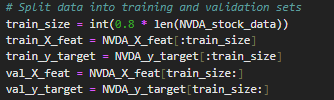 # Split data into training and validation sets
train_size = int(0.8 * len(NVDA_stock_data))
train_X_feat = NVDA_X_feat[:train_size]
train_y_target = NVDA_y_target[:train_size]
val_X_feat = NVDA_X_feat[train_size:]
val_y_target = NVDA_y_target[train_size:]